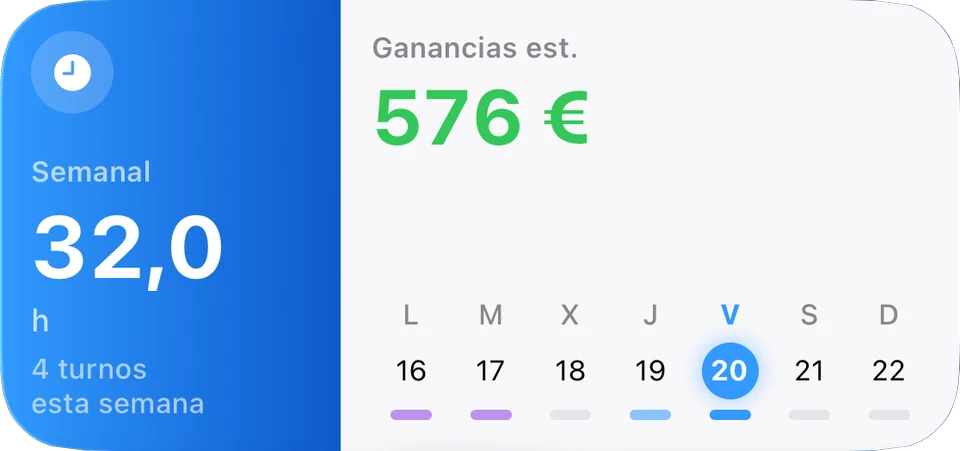 Semanal
32,0
h
4 turnos
esta semana
Ganancias est.
576 €
L M X J V S D
16 17 18 19 20 21 22